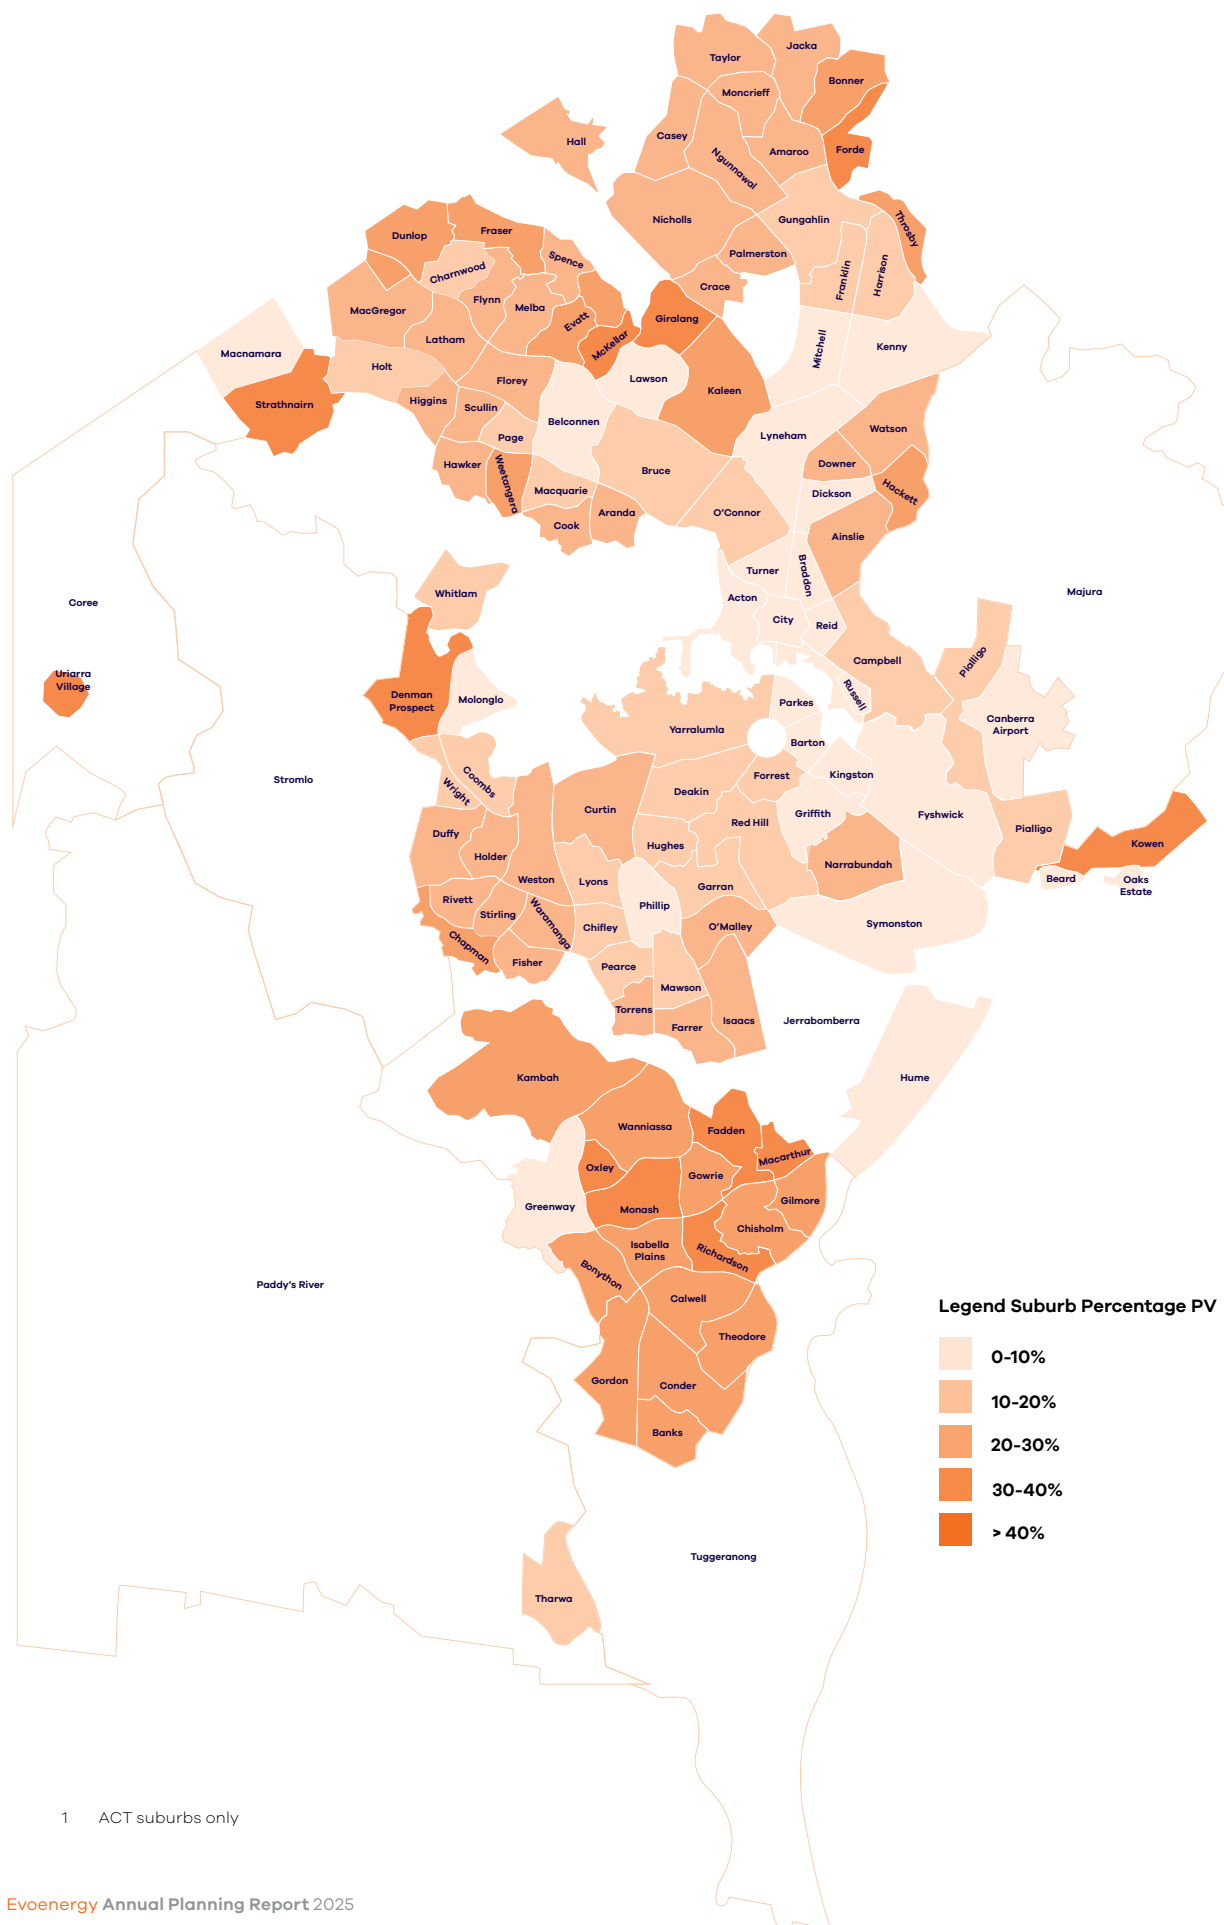 Taylor
Jacka
Bonner
Moncrieff
Hall
Casey
Ngunnawal
Amaroo
Forde
Nicholls
Gungahlin
Throsby
Dunlop
Fraser
Spence
Palmerston
Franklin
Harrison
Charnwood
Crace
Flynn
Melba
MacGregor
Evatt
Giralang
McKellar
Latham
Mitchell
Kenny
Macnamara
Holt
Florey
Lawson
Kaleen
Strathnairn
Higgins
Scullin
Belconnen
Page
Lyneham
Watson
Hawker
Weetangera
Bruce
Downer
Macquarie
Dickson
Hackett
Cook
Aranda
O'Connor
Ainslie
Turner
Braddon
Whitlam
Acton
Majura
Coree
City
Reid
Campbell
Pialligo
Uriarra
Village
Denman
Prospect
Molonglo
Russell
Parkes
Canberra
Airport
Yarralumla
Barton
Stromlo
Coombs
Wright
Forrest
Kingston
Deakin
Curtin
Griffith
Fyshwick
Red Hill
Pialligo
Duffy
Hughes
Kowen
Holder
Narrabundah
Weston
Lyons
Garran
Beard
Oaks
Estate
Rivett
Phillip
Stirling
Waramanga
Chifley
O'Malley
Symonston
Chapman
Fisher
Pearce
Mawson
Torrens
Farrer
Isaacs
Jerrabomberra
Kambah
Hume
Wanniassa
Fadden
Macarthur
Oxley
Gowrie
Greenway
Monash
Gilmore
Chisholm
Isabella
Plains
Richardson
Bonython
Paddy's River
Calwell
Theodore
Gordon
Conder
Banks
Legend Suburb Percentage PV
0-10%
10-20%
20-30%
30-40%
> 40%
Tuggeranong
Tharwa
1 ACT suburbs only
Evoenergy Annual Planning Report 2025